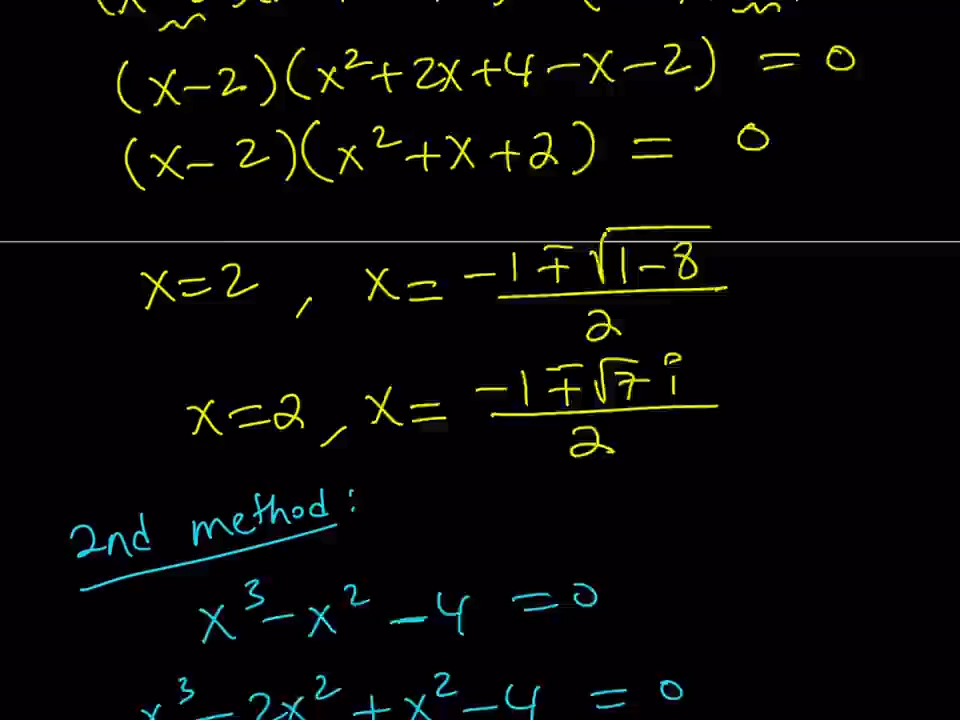 (x-2)(x²+2x+4-x-2) = 0
(x-2)(x²+x+2) = 0
x=2 , x= (-1∓√(1-8))/2
x=2 , x= (-1∓√7 i)/2
2nd method:
x³-x²-4 =0
x³-2x²+x²-4 =0